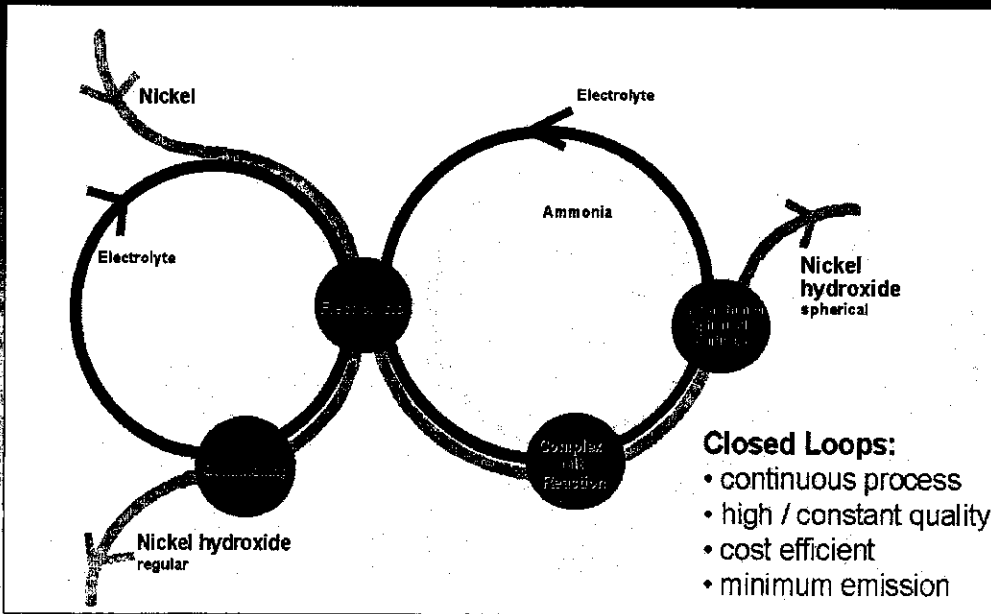 Nickel
Electrolyte
Electrolyte
Ammonia
Nickel
hydroxide
spherical
Complex
Reaction
Nickel hydroxide
regular
Closed Loops:
• continuous process
• high / constant quality
• cost efficient
• minimum emission